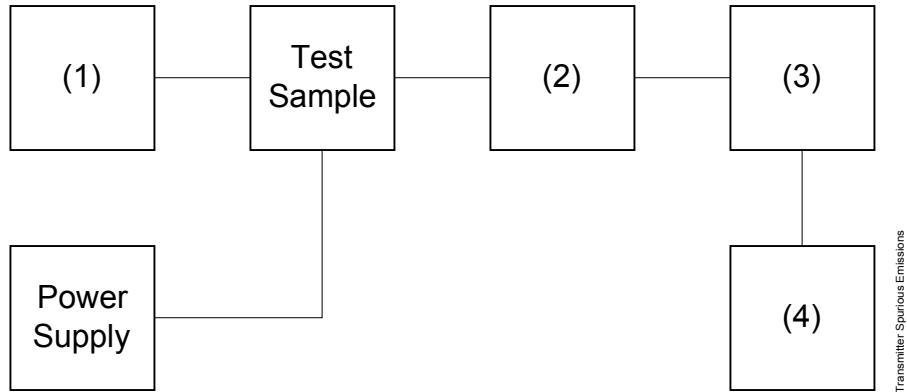 (1)
Test
Sample
(2)
(3)
Power
Supply
(4)
Transmitter Spurious Emissions